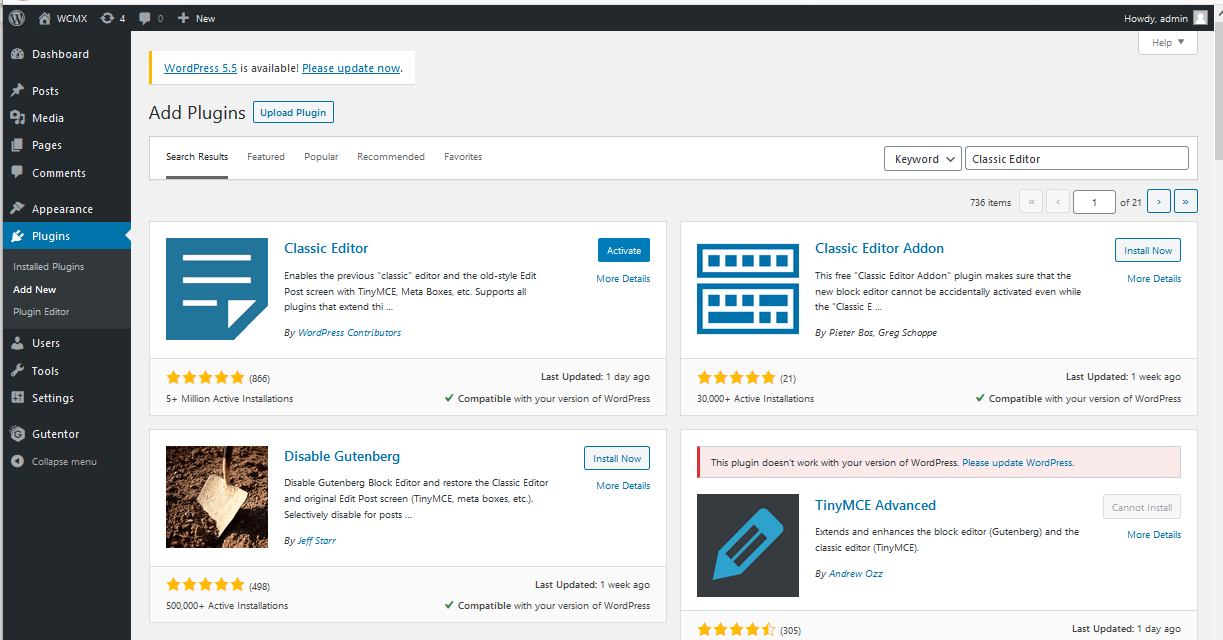 WCMX 4 0 New Howdy, admin
Help
Dashboard
Posts
Media
Pages
Comments
Appearance
Plugins
Installed Plugins
Add New
Plugin Editor
Users
Tools
Settings
Gutentor
Collapse menu
WordPress 5.5 is available! Please update now.
Add Plugins Upload Plugin
Search Results Featured Popular Recommended Favorites Keyword Classic Editor
736 items « ‹ 1 of 21 › »
Classic Editor
Activate
More Details
Enables the previous "classic" editor and the old-style Edit
Post screen with TinyMCE, Meta Boxes, etc. Supports all
plugins that extend thi ...
By WordPress Contributors
(866)
Last Updated: 1 day ago
5+ Million Active Installations
Compatible with your version of WordPress
Classic Editor Addon
Install Now
More Details
This free "Classic Editor Addon" plugin makes sure that the
new block editor cannot be accidentally activated even while
the "Classic E ...
By Pieter Bos, Greg Schoppe
(21)
Last Updated: 1 week ago
30,000+ Active Installations
Compatible with your version of WordPress
Disable Gutenberg
Install Now
More Details
Disable Gutenberg Block Editor and restore the Classic Editor
and original Edit Post screen (TinyMCE, meta boxes, etc.).
Selectively disable for posts ...
By Jeff Starr
(498)
Last Updated: 1 week ago
500,000+ Active Installations
Compatible with your version of WordPress
This plugin doesn't work with your version of WordPress. Please update WordPress.
TinyMCE Advanced
Cannot Install
More Details
Extends and enhances the block editor (Gutenberg) and the
classic editor (TinyMCE).
By Andrew Ozz
(305)
Last Updated: 1 day ago